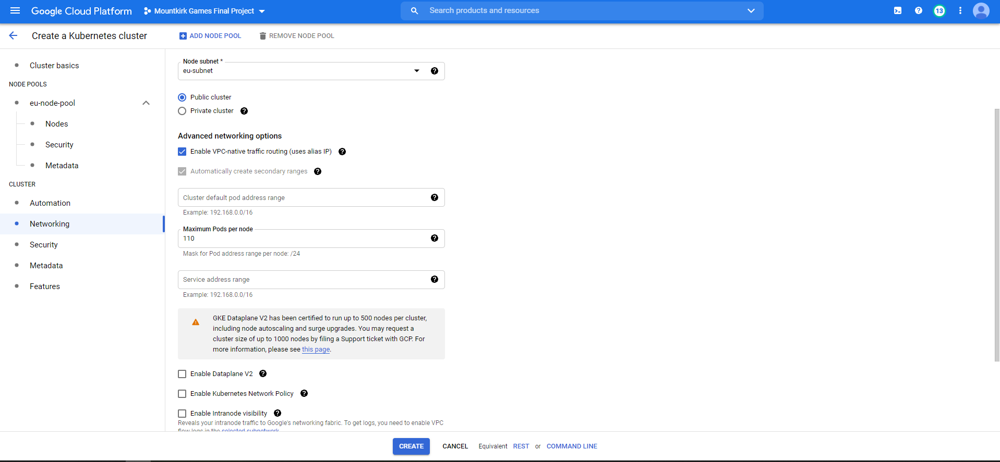 Google Cloud Platform
Mountkirk Games Final Project
Search products and resources
13
Create a Kubernetes cluster
ADD NODE POOL
REMOVE NODE POOL
Cluster basics
NODE POOLS
eu-node-pool
Nodes
Security
Metadata
CLUSTER
Automation
Networking
Security
Metadata
Features
Node subnet *
eu-subnet
Public cluster
Private cluster
Advanced networking options
Enable VPC-native traffic routing (uses alias IP)
Automatically create secondary ranges
Cluster default pod address range
Example: 192.168.0.0/16
Maximum Pods per node
110
Mask for Pod address range per node: /24
Service address range
Example: 192.168.0.0/16
GKE Dataplane V2 has been certified to run up to 500 nodes per cluster,
including node autoscaling and surge upgrades. You may request a
cluster size of up to 1000 nodes by filing a Support ticket with GCP. For
more information, please see this page.
Enable Dataplane V2
Enable Kubernetes Network Policy
Enable Intranode visibility
Reveals your intranode traffic to Google's networking fabric. To get logs, you need to enable VPC
flow logs in the selected subnetwork.
CREATE
CANCEL
Equivalent REST or COMMAND LINE